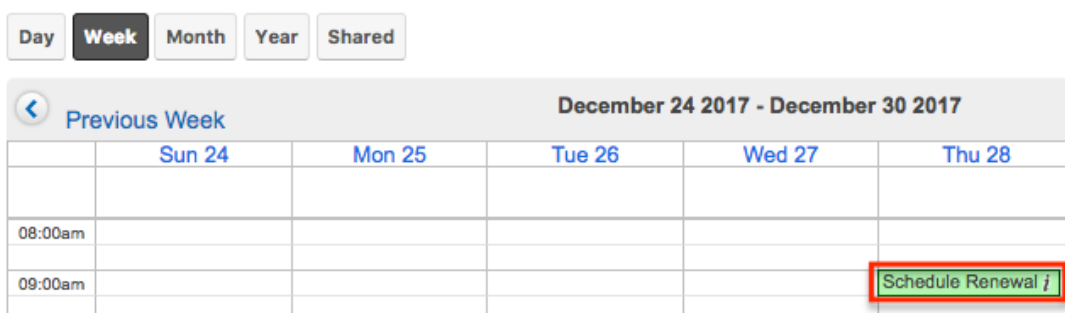 Day Week Month Year Shared
Previous Week December 24 2017 - December 30 2017
Sun 24 Mon 25 Tue 26 Wed 27 Thu 28
08:00am
09:00am Schedule Renewal i